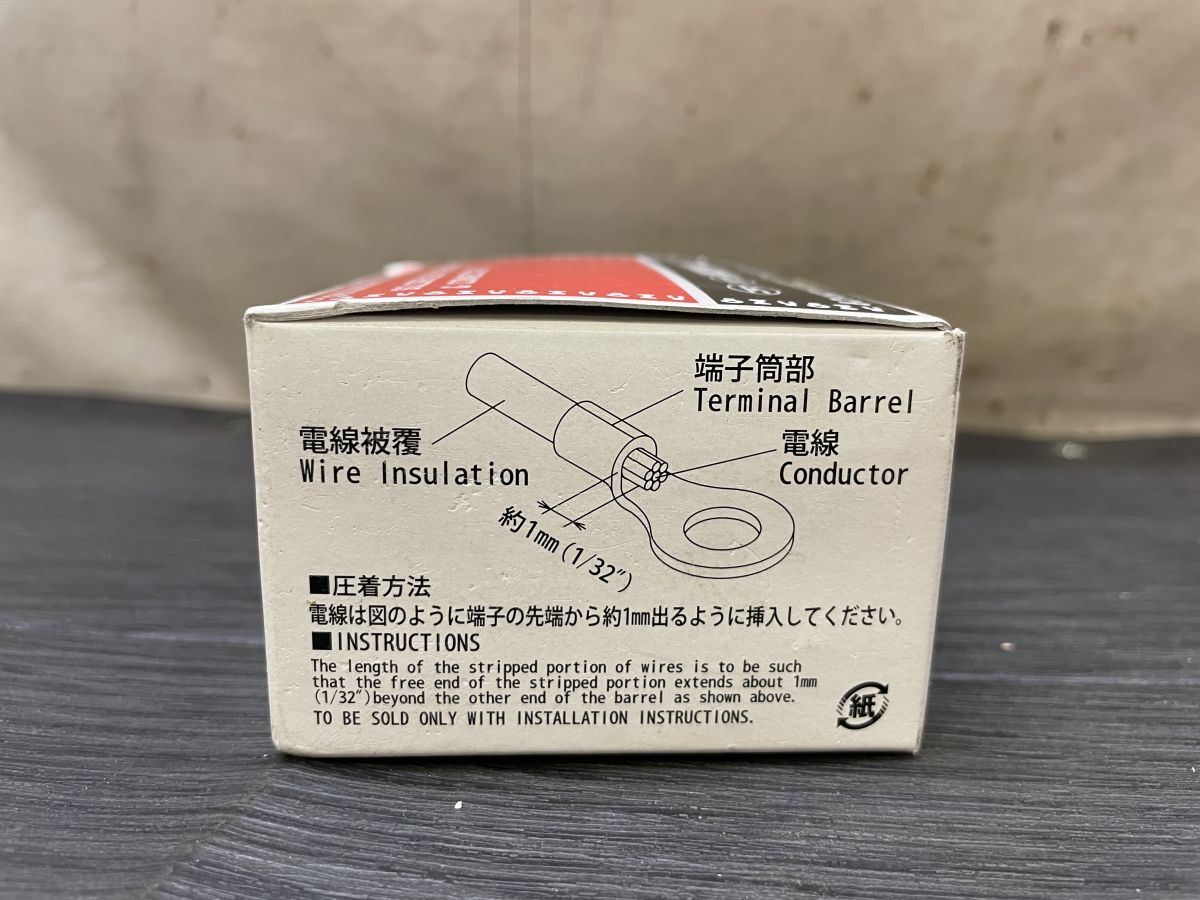 端子筒部
Terminal Barrel
電線被覆
Wire Insulation
電線
Conductor
約1mm(1/32")
■圧着方法
電線は図のように端子の先端から約1mm出るように挿入してください。
■INSTRUCTIONS
The length of the stripped portion of wires is to be such
that the free end of the stripped portion extends about 1mm
(1/32")beyond the other end of the barrel as shown above.
TO BE SOLD ONLY WITH INSTALLATION INSTRUCTIONS.
紙